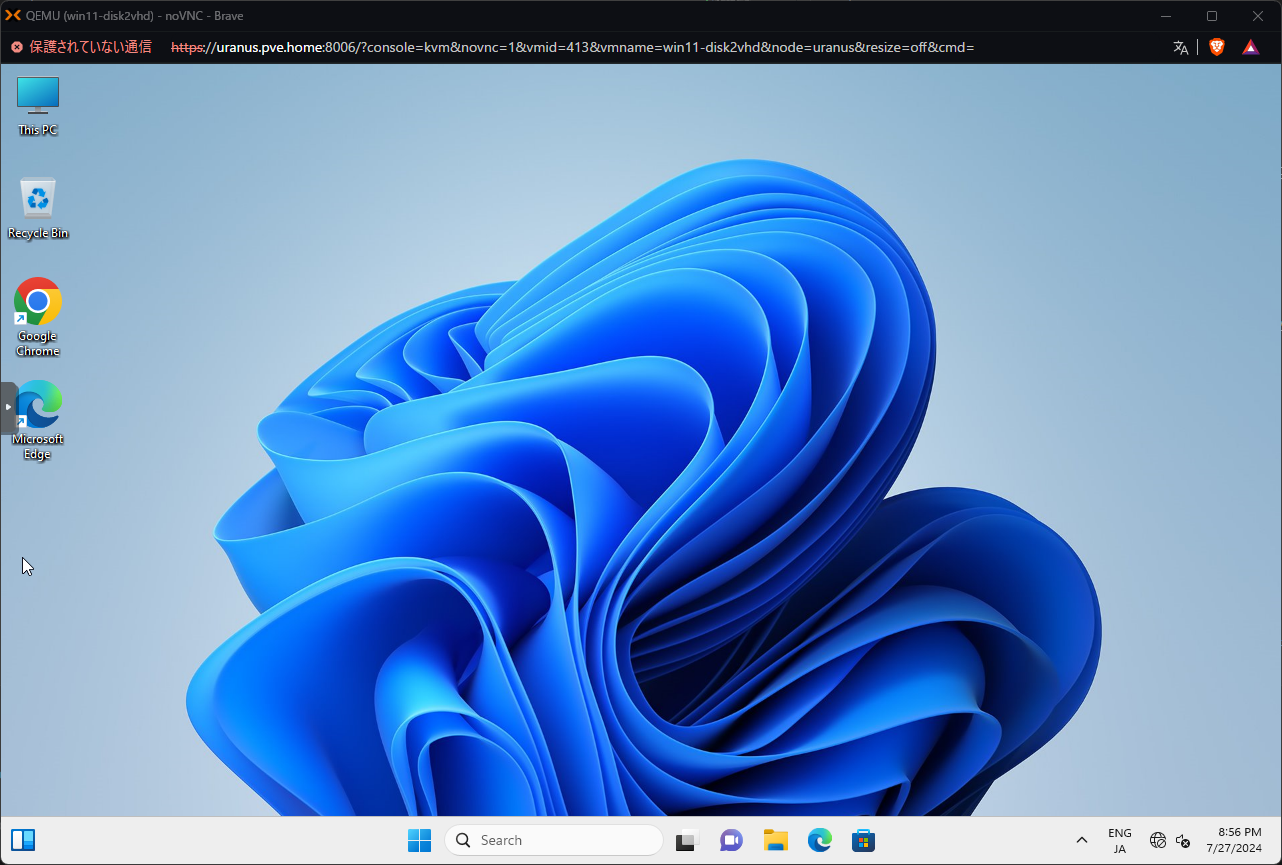 QEMU (win11-disk2vhd) - noVNC - Brave
保護されていない通信 https://uranus.pve.home:8006/?console=kvm&novnc=1&vmid=413&vmname=win11-disk2vhd&node=uranus&resize=off&cmd=
This PC
Recycle Bin
Google
Chrome
Microsoft
Edge
Search
ENG
JA
8:56 PM
7/27/2024